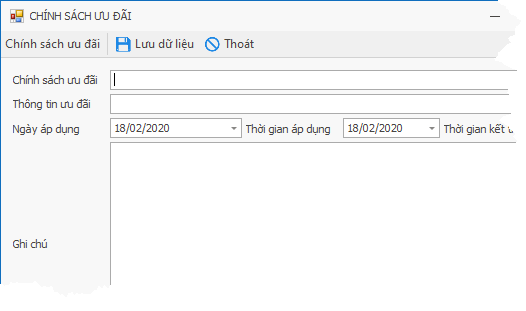 CHÍNH SÁCH ƯU ĐÃI
Chính sách ưu đãi Lưu dữ liệu Thoát
Chính sách ưu đãi
Thông tin ưu đãi
Ngày áp dụng 18/02/2020 Thời gian áp dụng 18/02/2020 Thời gian kết
Ghi chú